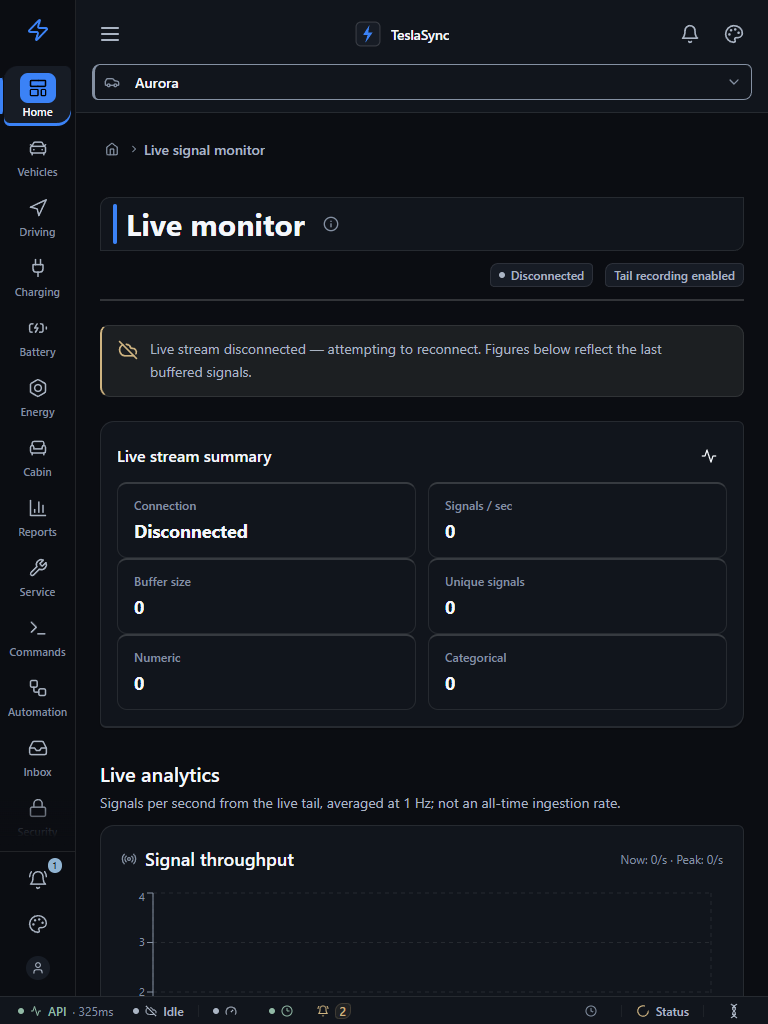 TeslaSync
Aurora
Home
Vehicles
Driving
Charging
Battery
Energy
Cabin
Reports
Service
Commands
Automation
Inbox
Security
1
Live signal monitor
Live monitor
Disconnected
Tail recording enabled
Live stream disconnected — attempting to reconnect. Figures below reflect the last
buffered signals.
Live stream summary
Connection
Disconnected
Signals / sec
0
Buffer size
0
Unique signals
0
Numeric
0
Categorical
0
Live analytics
Signals per second from the live tail, averaged at 1 Hz; not an all-time ingestion rate.
Signal throughput
Now: 0/s · Peak: 0/s
4
3
2
API · 325ms
Idle
2
Status